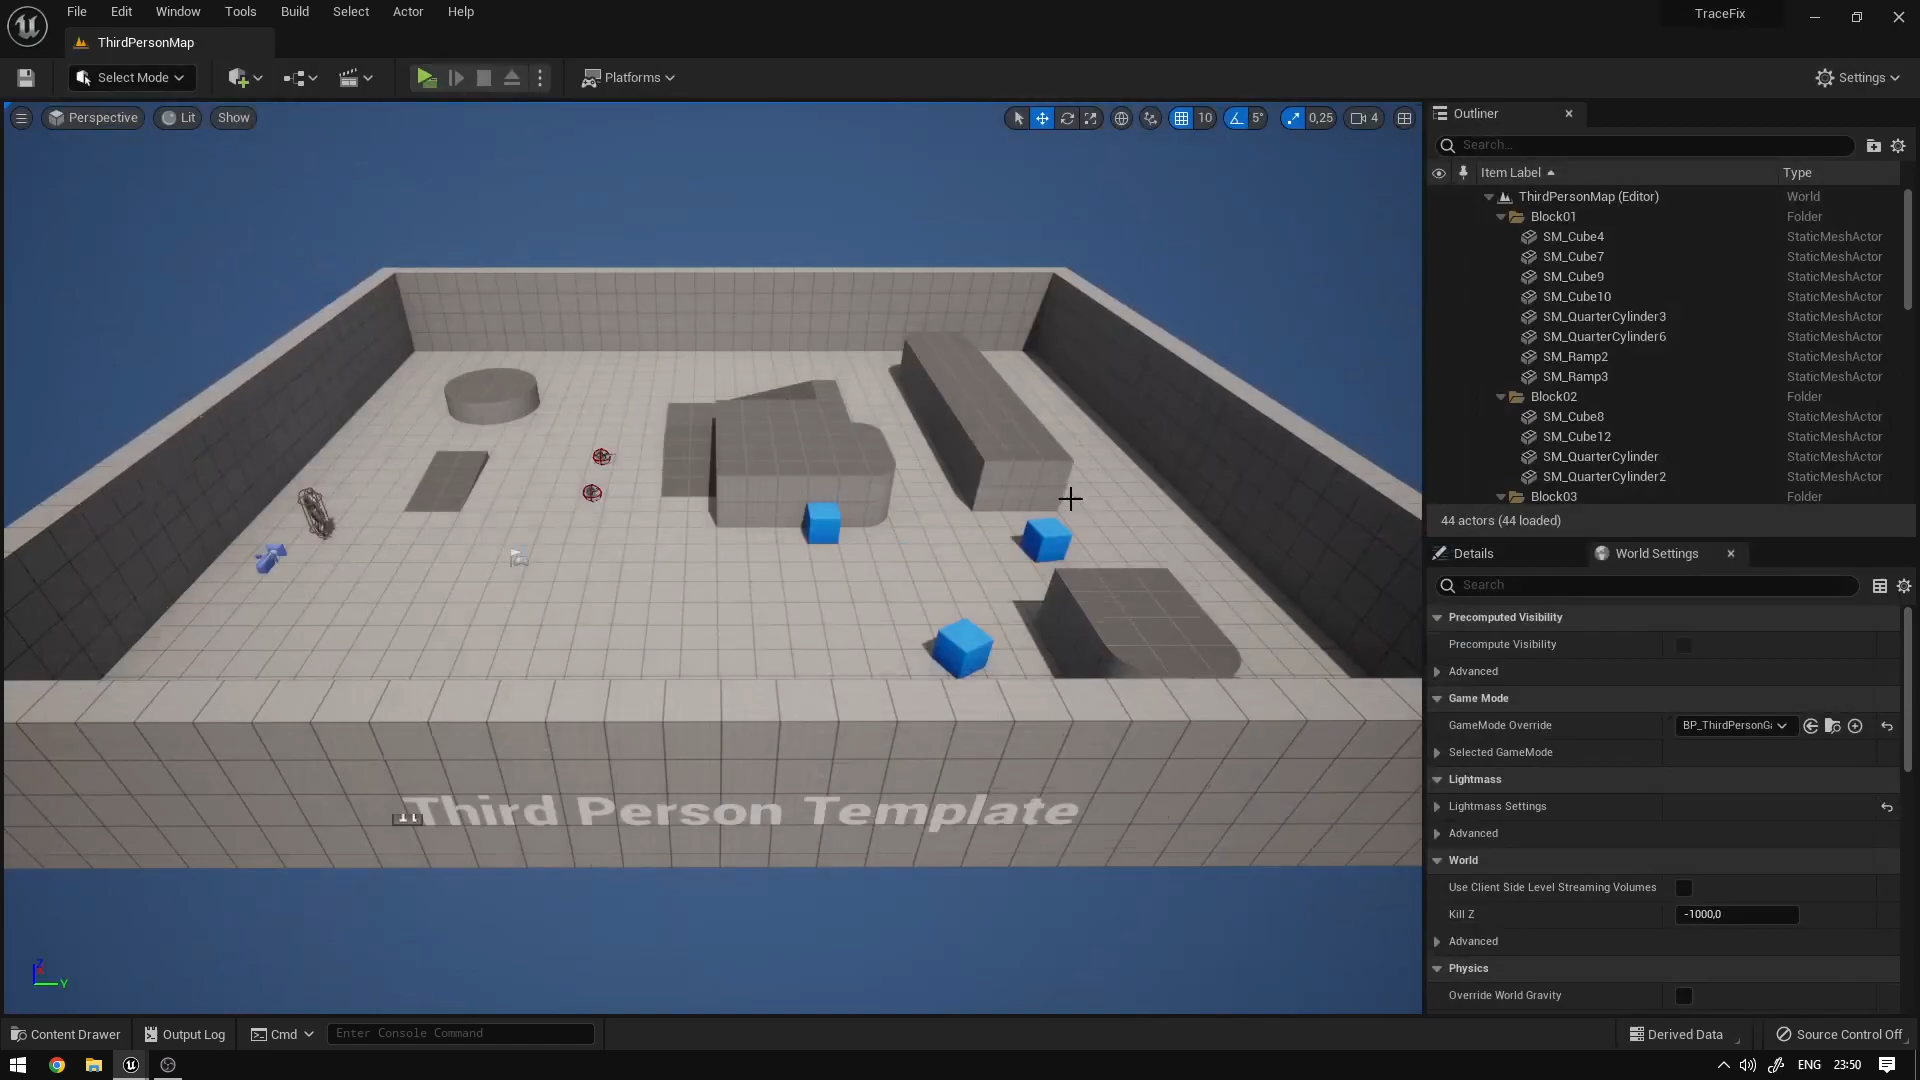 File Edit Window Tools Build Select Actor Help
TraceFix
ThirdPersonMap
Select Mode
Platforms
Settings
Perspective
Lit
Show
10
5°
0,25
4
Third Person Template
Outliner
Search...
Item Label
Type
ThirdPersonMap (Editor) World
Block01 Folder
SM_Cube4 StaticMeshActor
SM_Cube7 StaticMeshActor
SM_Cube9 StaticMeshActor
SM_Cube10 StaticMeshActor
SM_QuarterCylinder3 StaticMeshActor
SM_QuarterCylinder6 StaticMeshActor
SM_Ramp2 StaticMeshActor
SM_Ramp3 StaticMeshActor
Block02 Folder
SM_Cube8 StaticMeshActor
SM_Cube12 StaticMeshActor
SM_QuarterCylinder StaticMeshActor
SM_QuarterCylinder2 StaticMeshActor
Block03 Folder
44 actors (44 loaded)
Details
World Settings
Search
Precomputed Visibility
Precompute Visibility
Advanced
Game Mode
GameMode Override BP_ThirdPersonGa
Selected GameMode
Lightmass
Lightmass Settings
Advanced
World
Use Client Side Level Streaming Volumes
Kill Z -1000,0
Advanced
Physics
Override World Gravity
Z
Y
Content Drawer
Output Log
Cmd
Enter Console Command
Derived Data
Source Control Off
ENG
23:50